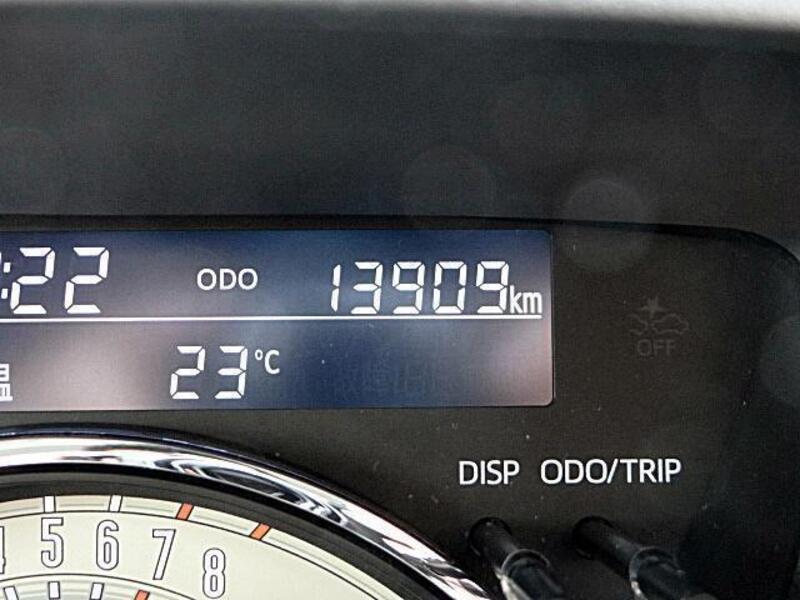 :22 ODO 13909km
温 23℃
OFF
DISP ODO/TRIP
4 5 6 7 8